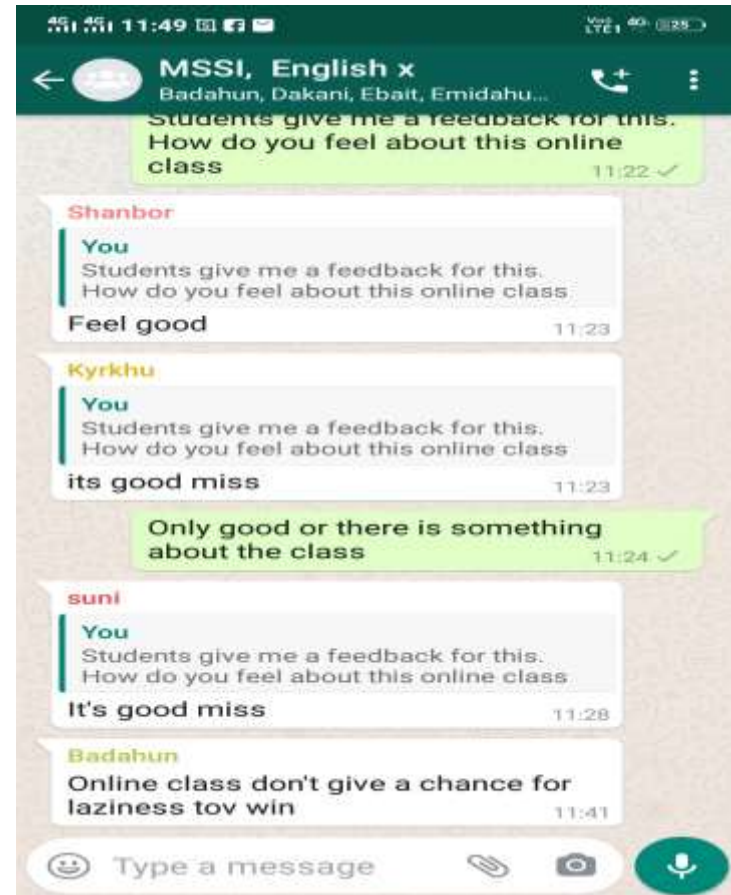 11:49
MSSI, English x
Badahun, Dakani, Ebait, Emidahu...
Students give me a feedback for this.
How do you feel about this online
class
11:22
Shanbor
You
Students give me a feedback for this.
How do you feel about this online class
Feel good
11:23
Kyrkhu
You
Students give me a feedback for this.
How do you feel about this online class
its good miss
11:23
Only good or there is something
about the class
11:24
suni
You
Students give me a feedback for this.
How do you feel about this online class
It's good miss
11:28
Badahun
Online class don't give a chance for
laziness tov win
11:41
Type a message